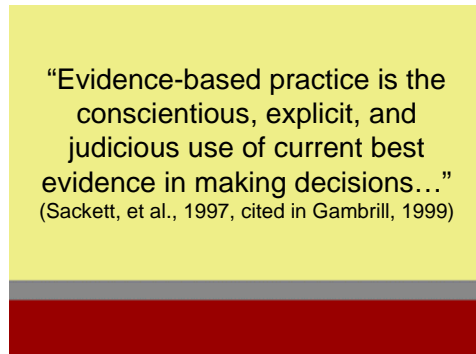 “Evidence-based practice is the
conscientious, explicit, and
judicious use of current best
evidence in making decisions…”
(Sackett, et al., 1997, cited in Gambrill, 1999)